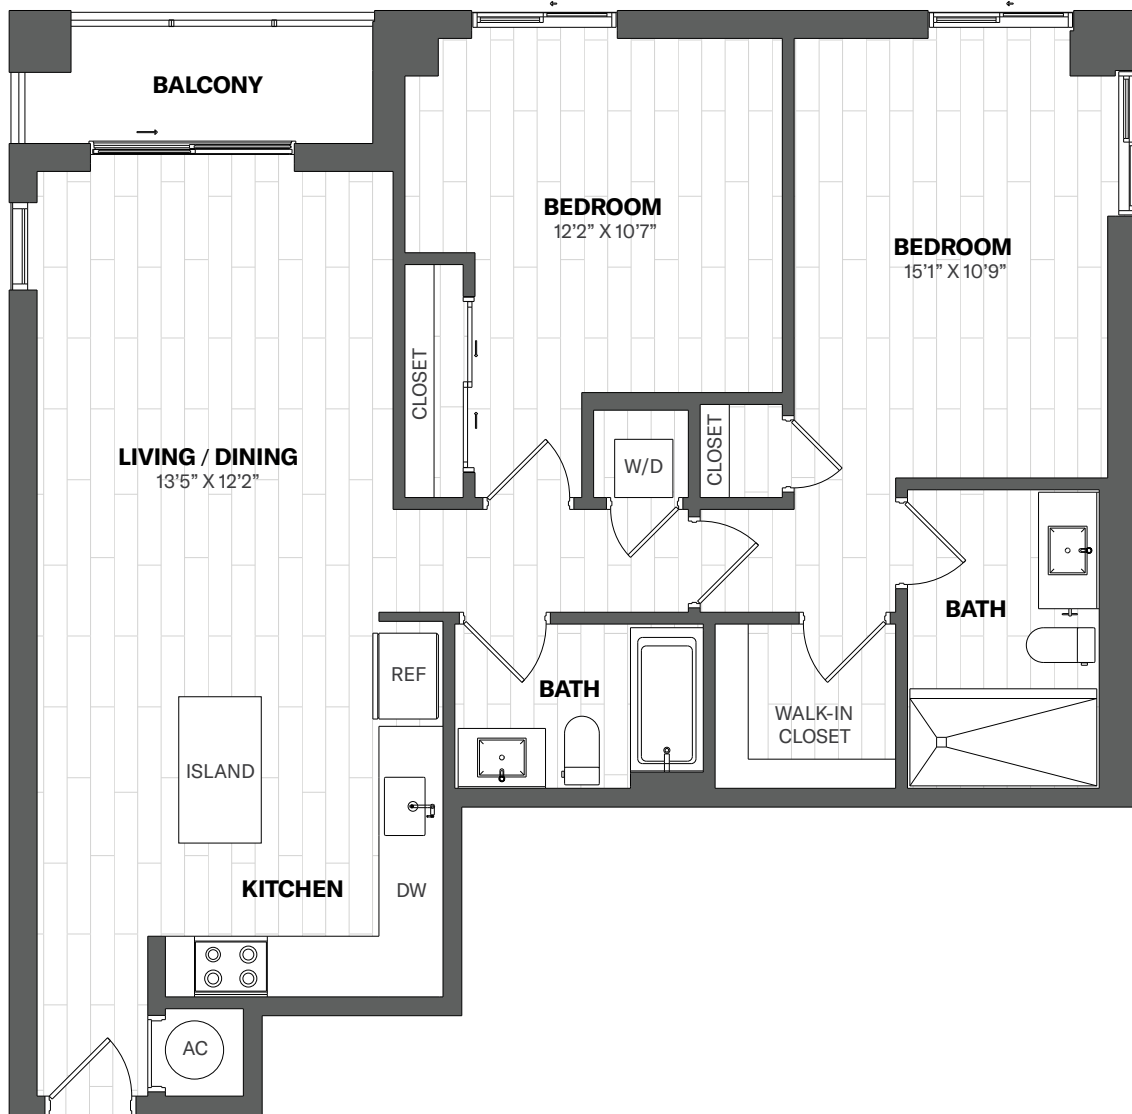 BALCONY
BEDROOM
12’2” X 10’7”
BEDROOM
15’1” X 10’9”
CLOSET
LIVING / DINING
13’5” X 12’2”
W/D
CLOSET
BATH
REF
BATH
WALK-IN
CLOSET
ISLAND
KITCHEN
DW
AC